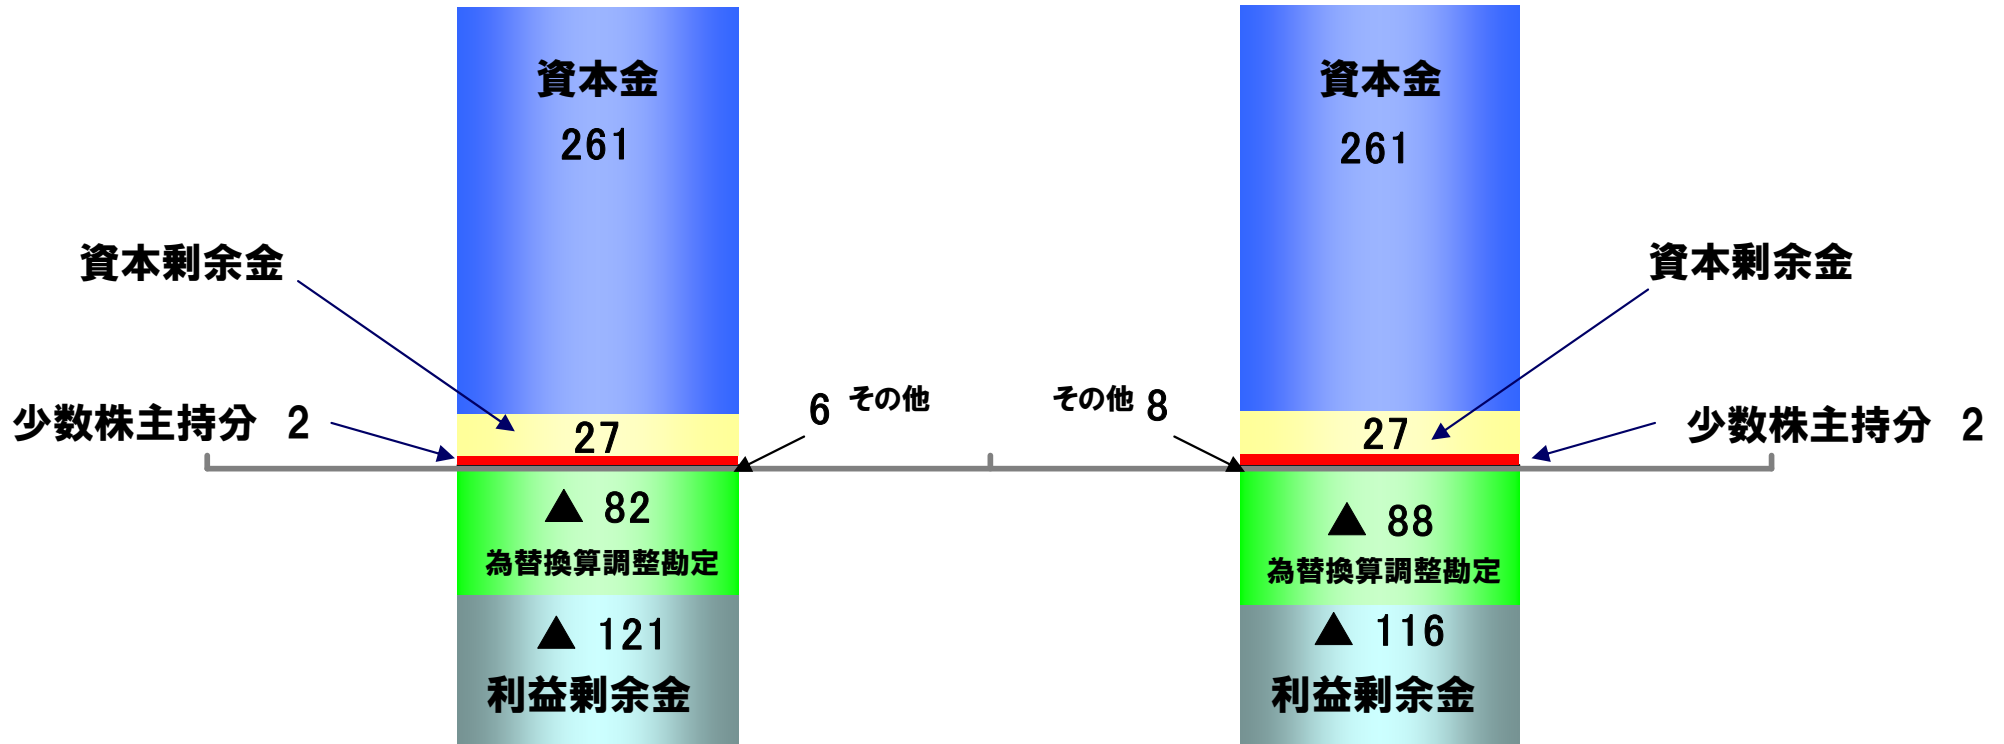 資本金
261
資本剰余金
27
少数株主持分 2
6 その他
▲ 82
為替換算調整勘定
▲ 121
利益剰余金
資本金
261
資本剰余金
27
その他 8
少数株主持分 2
▲ 88
為替換算調整勘定
▲ 116
利益剰余金